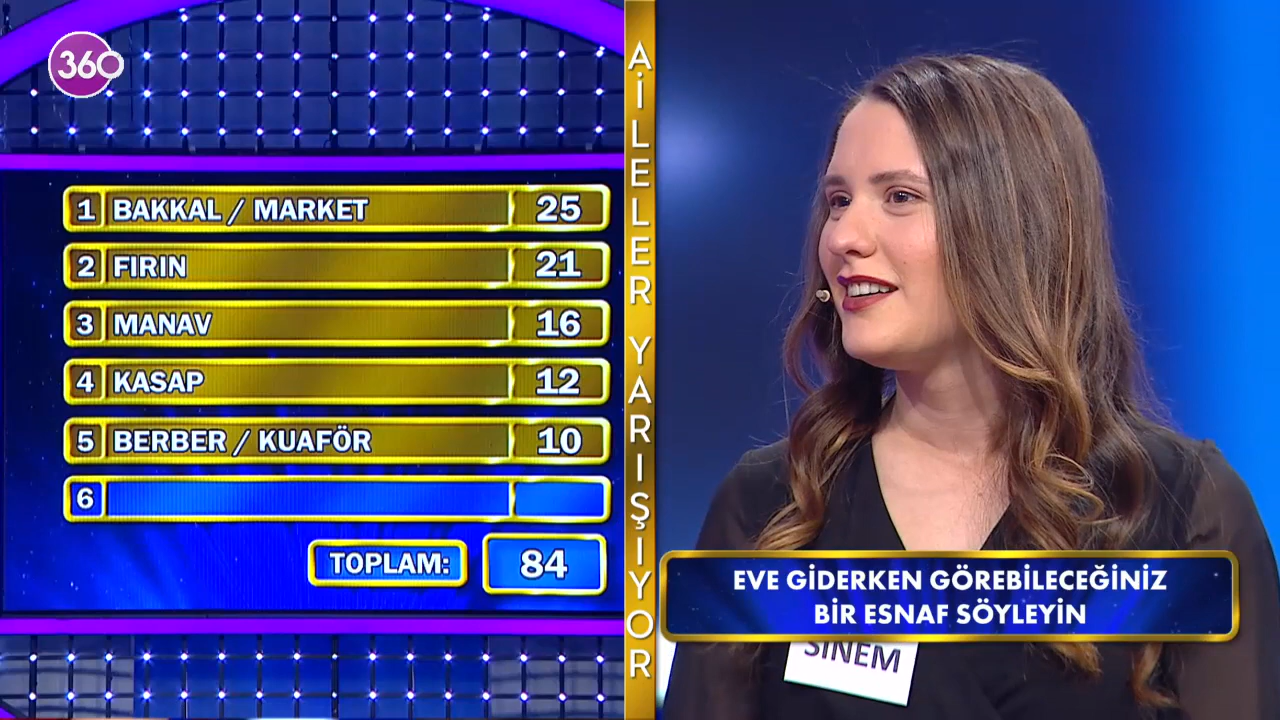 360
1 BAKKAL / MARKET 25
2 FIRIN 21
3 MANAV 16
4 KASAP 12
5 BERBER / KUAFÖR 10
6
TOPLAM: 84
AİLELER YARIŞIYOR
EVE GİDERKEN GÖREBİLECEĞİNİZ
BİR ESNAF SÖYLEYİN
SİNEM